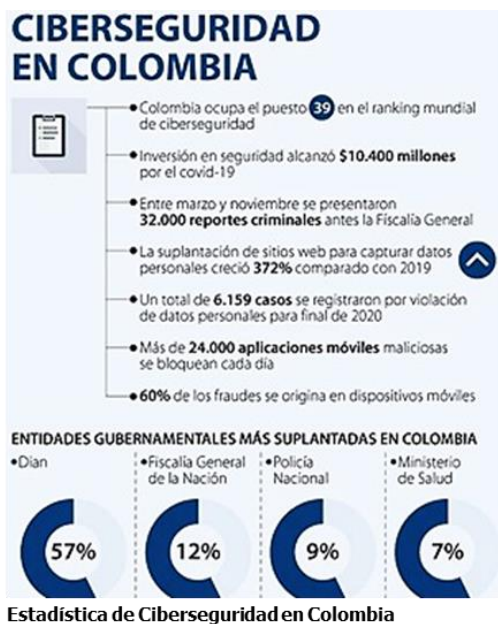 CIBERSEGURIDAD
EN COLOMBIA
•Colombia ocupa el puesto 39 en el ranking mundial
de ciberseguridad
•Inversión en seguridad alcanzó $10.400 millones
por el covid-19
•Entre marzo y noviembre se presentaron
32.000 reportes criminales antes la Fiscalía General
•La suplantación de sitios web para capturar datos
personales creció 372% comparado con 2019
•Un total de 6.159 casos se registraron por violación
de datos personales para final de 2020
•Más de 24.000 aplicaciones móviles maliciosas
se bloquean cada día
•60% de los fraudes se origina en dispositivos móviles
ENTIDADES GUBERNAMENTALES MÁS SUPLANTADAS EN COLOMBIA
•Dian
•Fiscalía General
de la Nación
•Policía
Nacional
•Ministerio
de Salud
57%
12%
9%
7%
Estadística de Ciberseguridad en Colombia